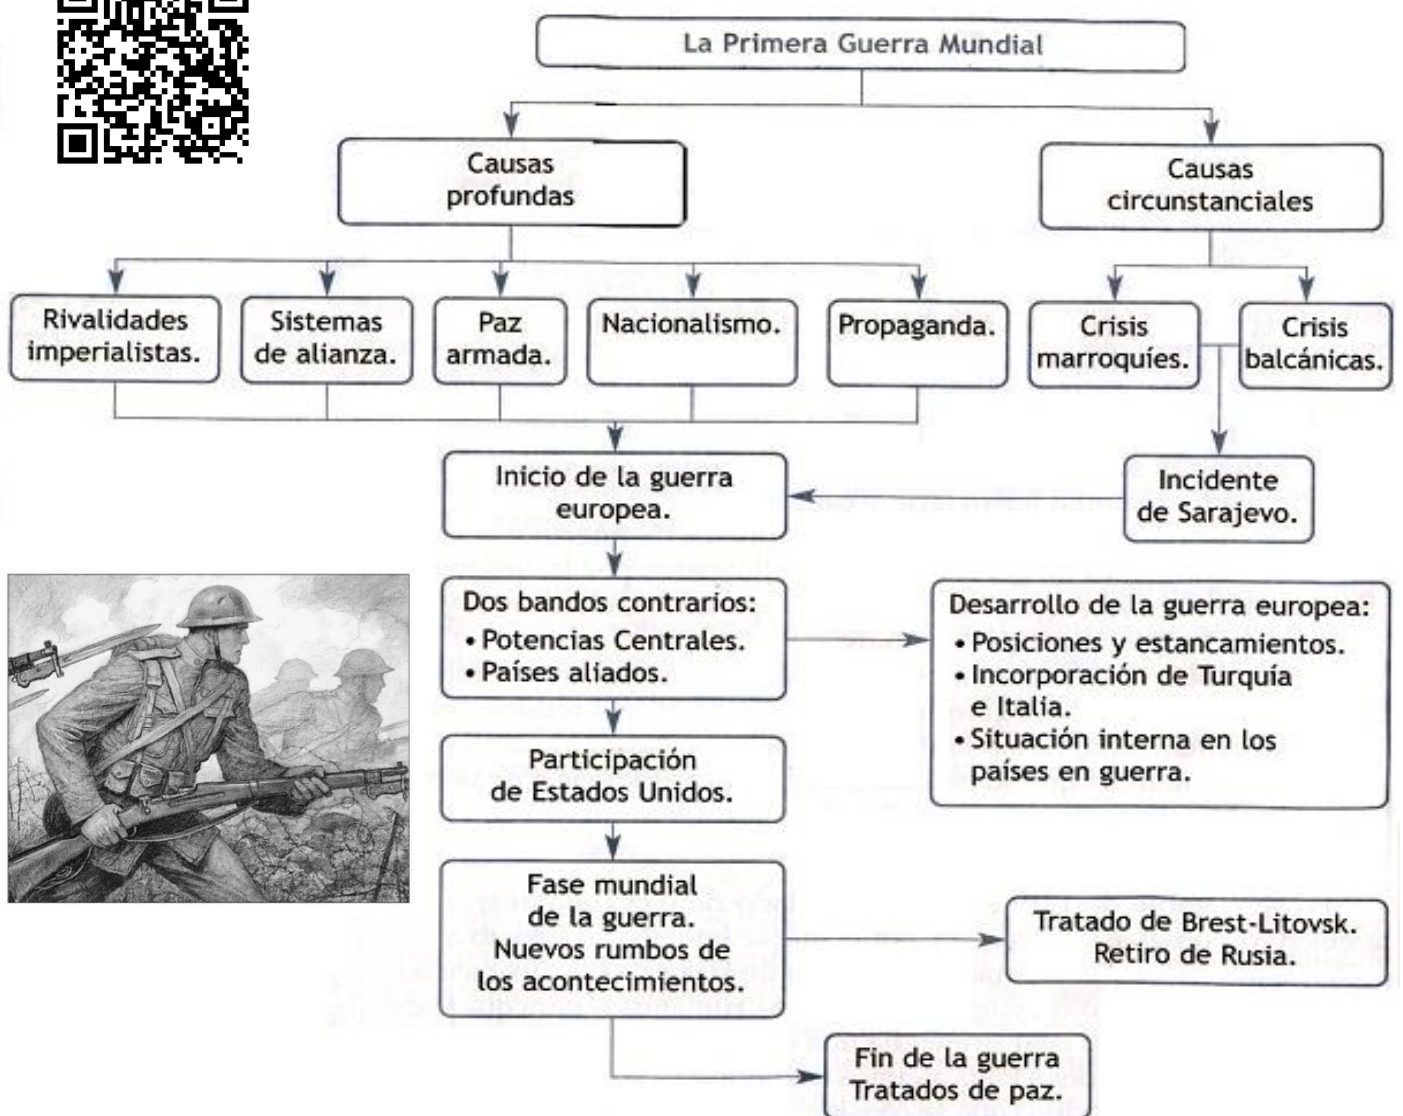 La Primera Guerra Mundial
Causas
profundas
Causas
circunstanciales
Rivalidades
imperialistas.
Sistemas
de alianza.
Paz
armada.
Nacionalismo.
Propaganda.
Crisis
marroquíes.
Crisis
balcánicas.
Inicio de la guerra
europea.
Incidente
de Sarajevo.
Dos bandos contrarios:
• Potencias Centrales.
• Países aliados.
Desarrollo de la guerra europea:
• Posiciones y estancamientos.
• Incorporación de Turquía
e Italia.
• Situación interna en los
países en guerra.
Participación
de Estados Unidos.
Fase mundial
de la guerra.
Nuevos rumbos de
los acontecimientos.
Tratado de Brest-Litovsk.
Retiro de Rusia.
Fin de la guerra
Tratados de paz.